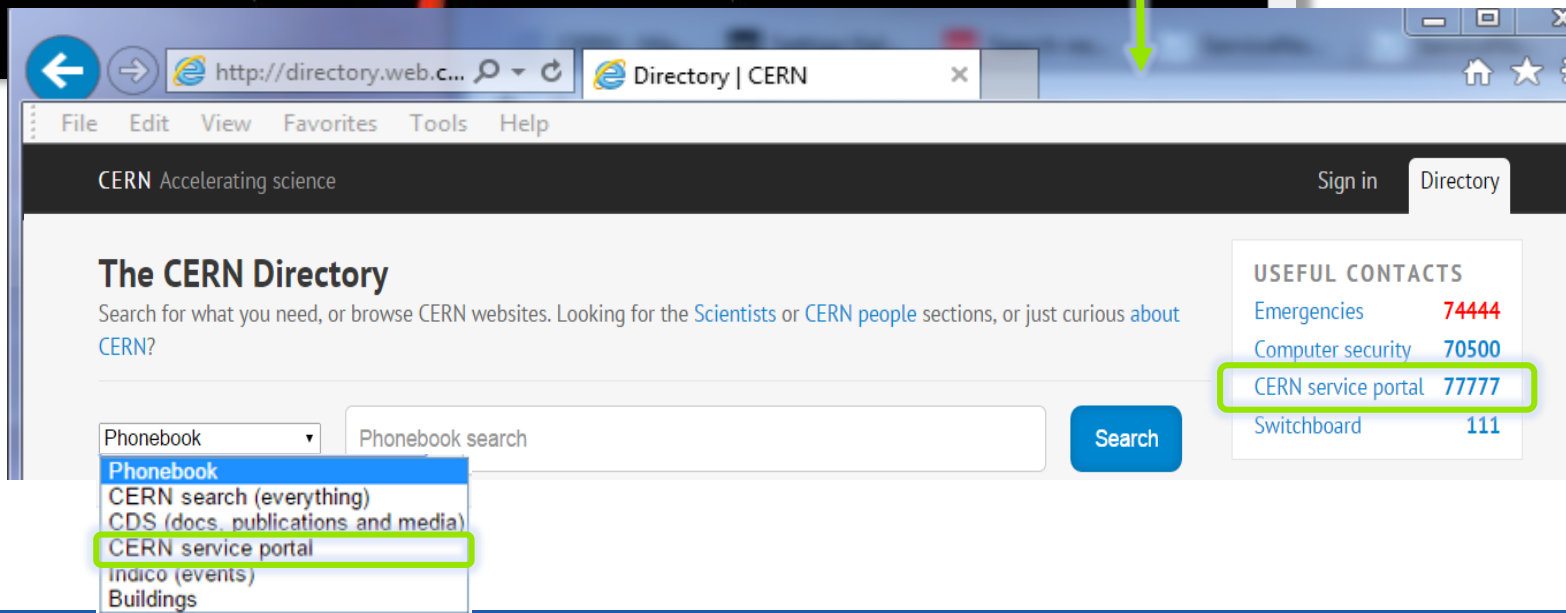 http://directory.web.c...
Directory | CERN
File Edit View Favorites Tools Help
CERN Accelerating science
Sign in
Directory
The CERN Directory
Search for what you need, or browse CERN websites. Looking for the Scientists or CERN people sections, or just curious about
CERN?
USEFUL CONTACTS
Emergencies 74444
Computer security 70500
CERN service portal 77777
Switchboard 111
Phonebook
Phonebook search
Search
Phonebook
CERN search (everything)
CDS (docs, publications and media)
CERN service portal
Indico (events)
Buildings